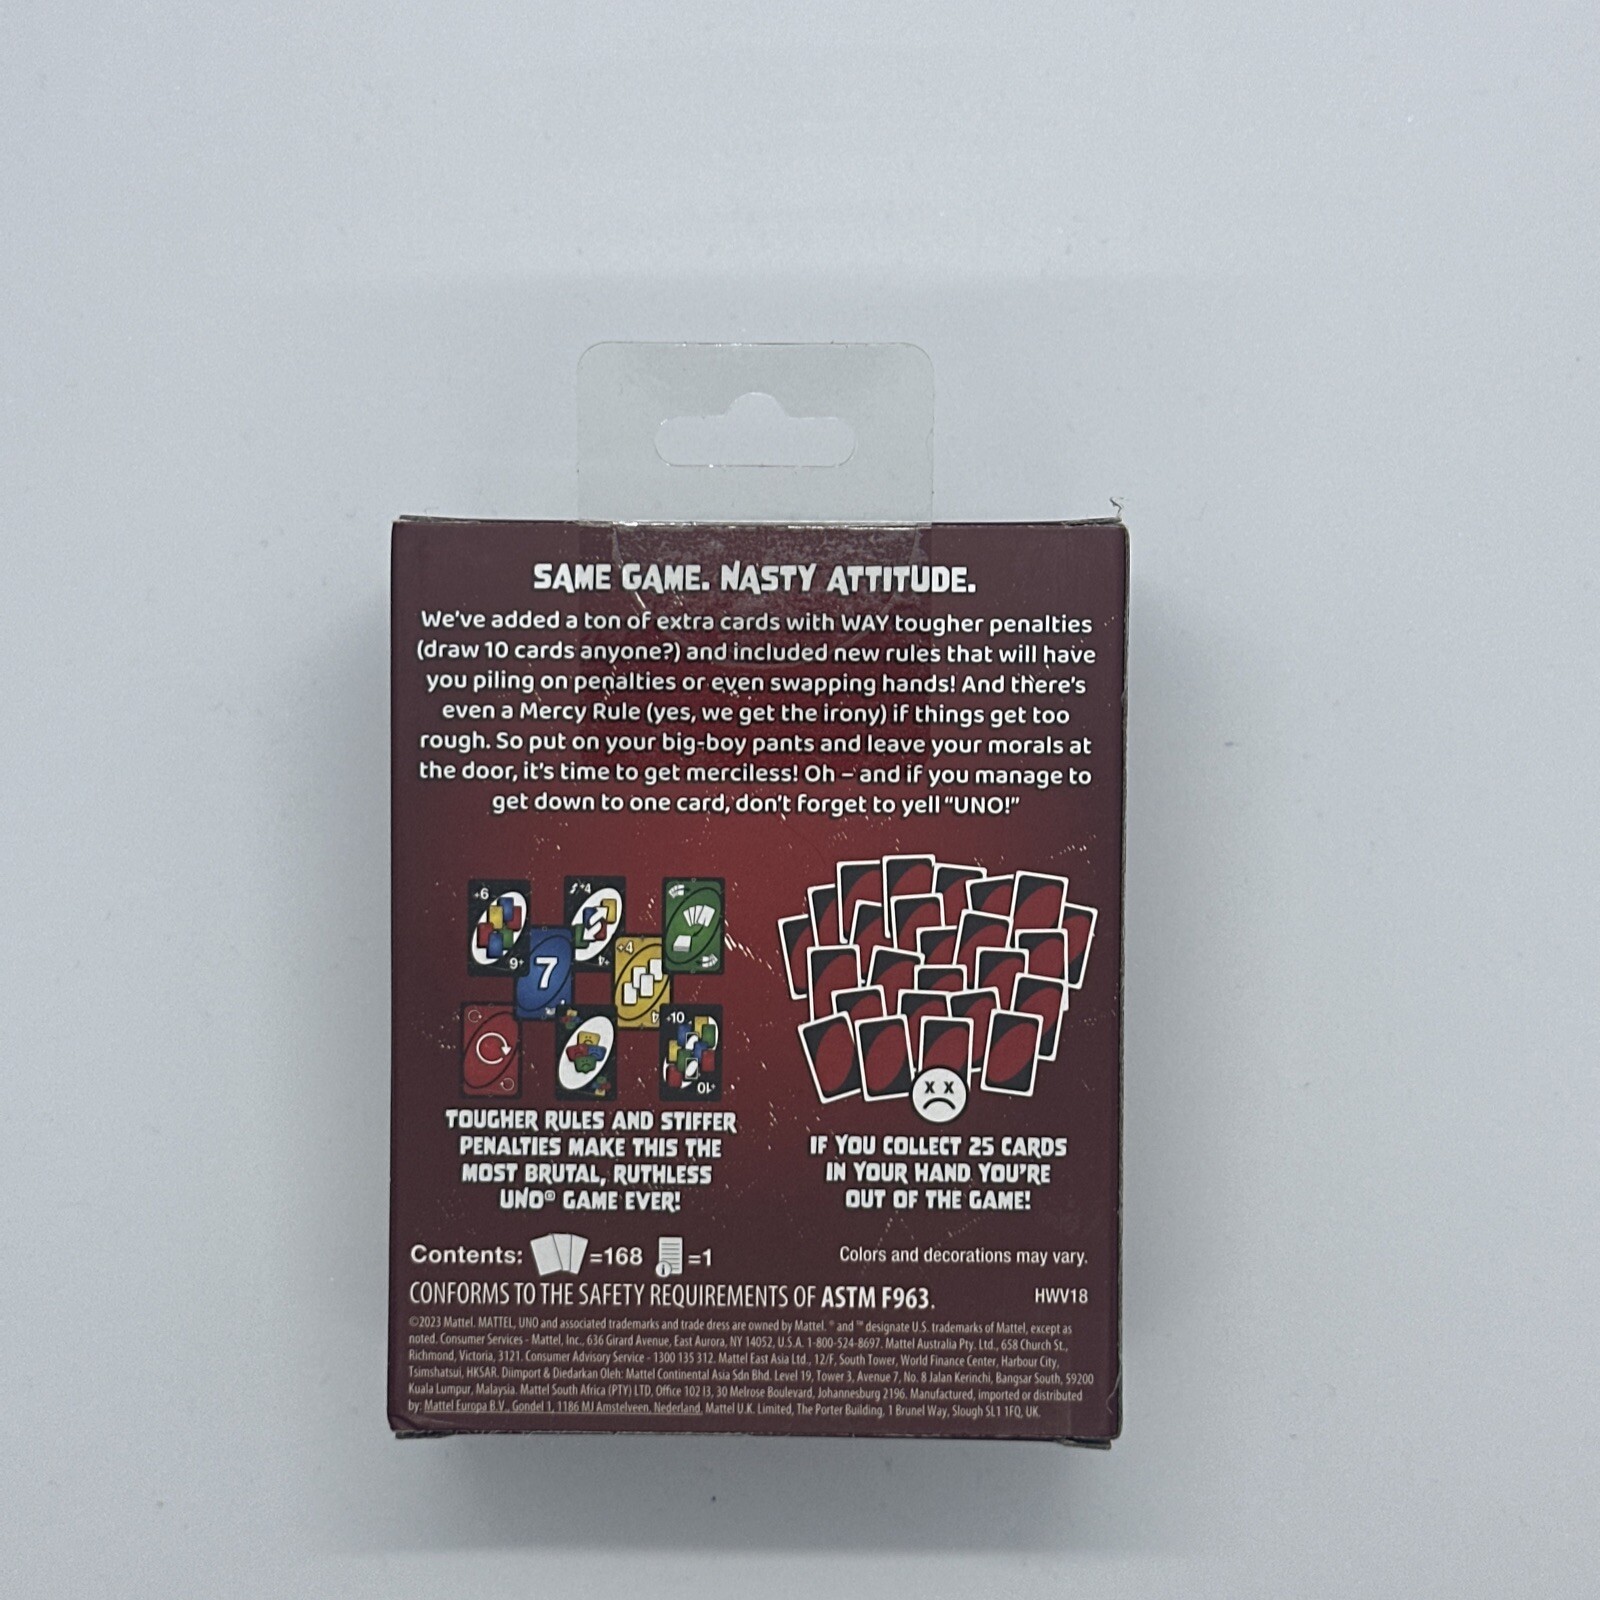 SAME GAME. NASTY ATTITUDE.
We've added a ton of extra cards with WAY tougher penalties
(draw 10 cards anyone?) and included new rules that will have
you piling on penalties or even swapping hands! And there's
even a Mercy Rule (yes, we get the irony) if things get too
rough. So put on your big-boy pants and leave your morals at
the door, it's time to get merciless! Oh – and if you manage to
get down to one card, don't forget to yell "UNO!"
+6
+4
+6
7
+4
+4
4
+10
+10
TOUGHER RULES AND STIFFER
PENALTIES MAKE THIS THE
MOST BRUTAL, RUTHLESS
UNO® GAME EVER!
IF YOU COLLECT 25 CARDS
IN YOUR HAND YOU'RE
OUT OF THE GAME!
Contents: =168 =1
Colors and decorations may vary.
CONFORMS TO THE SAFETY REQUIREMENTS OF ASTM F963.
HWV18
©2023 Mattel. MATTEL, UNO and associated trademarks and trade dress are owned by Mattel. ® and ™ designate U.S. trademarks of Mattel, except as
noted. Consumer Services - Mattel, Inc., 636 Girard Avenue, East Aurora, NY 14052, U.S.A. 1-800-524-8697. Mattel Australia Pty. Ltd., 658 Church St.,
Richmond, Victoria, 3121. Consumer Advisory Service - 1300 135 312. Mattel East Asia Ltd., 12/F, South Tower, World Finance Center, Harbour City,
Tsimshatsui, HKSAR. Diimport & Diedarkan Oleh: Mattel Continental Asia Sdn Bhd. Level 19, Tower 3, Avenue 7, No. 8 Jalan Kerinchi, Bangsar South, 59200
Kuala Lumpur, Malaysia. Mattel South Africa (PTY) LTD, Office 102 I3, 30 Melrose Boulevard, Johannesburg 2196. Manufactured, imported or distributed
by: Mattel Europa B.V., Gondel 1, 1186 MJ Amstelveen, Nederland. Mattel U.K. Limited, The Porter Building, 1 Brunel Way, Slough SL1 1FQ, UK.